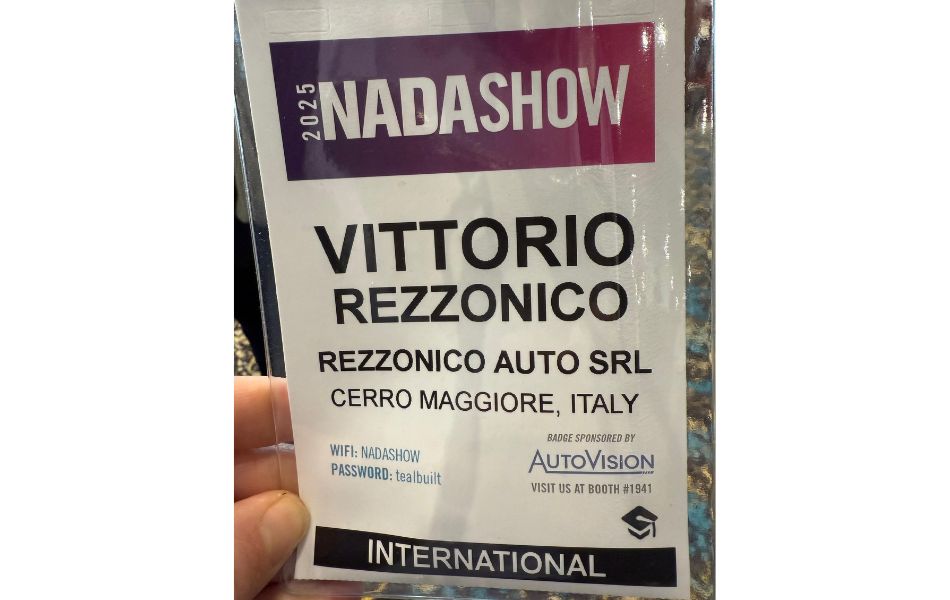 2025 NADASHOW
VITTORIO
REZZONICO
REZZONICO AUTO SRL
CERRO MAGGIORE, ITALY
WIFI: NADASHOW
PASSWORD: tealbuilt
BADGE SPONSORED BY
AUTOVISION
VISIT US AT BOOTH #1941
INTERNATIONAL